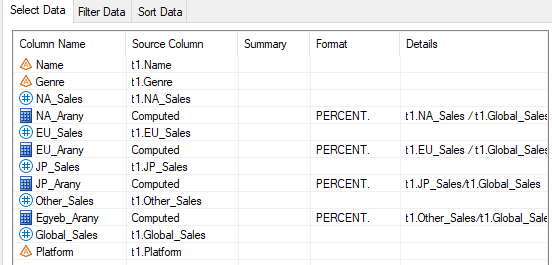 Select Data Filter Data Sort Data
Column Name Source Column Summary Format Details
Name t1.Name
Genre t1.Genre
NA_Sales t1.NA_Sales
NA_Arany Computed PERCENT. t1.NA_Sales / t1.Global_Sales
EU_Sales t1.EU_Sales
EU_Arany Computed PERCENT. t1.EU_Sales / t1.Global_Sales
JP_Sales t1.JP_Sales
JP_Arany Computed PERCENT. t1.JP_Sales/t1.Global_Sales
Other_Sales t1.Other_Sales
Egyeb_Arany Computed PERCENT. t1.Other_Sales/t1.Global_Sale
Global_Sales t1.Global_Sales
Platform t1.Platform